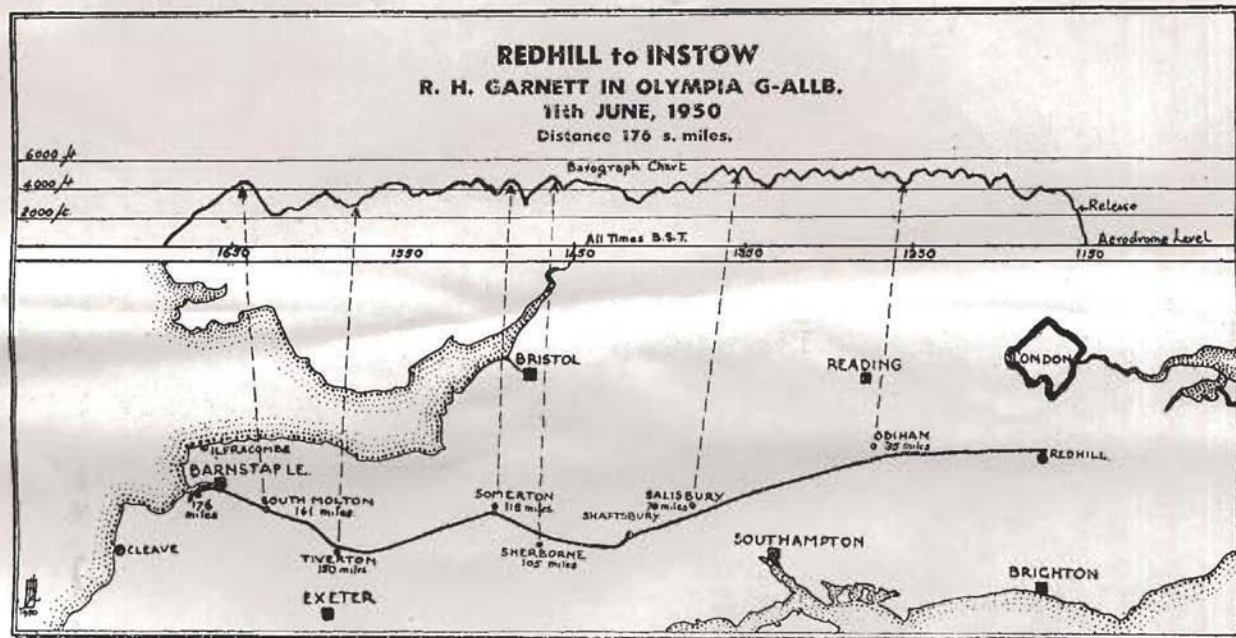 REDHILL to INSTOW
R. H. GARNETT IN OLYMPIA G-ALLB.
11th JUNE, 1950
Distance 176 s. miles.
6000 ft
Barograph Chart
4000 ft
2000 ft
Release
All Times B.S.T.
Aerodrome Level
1650
1550
1450
1350
1250
1150
BRISTOL
READING
LONDON
ILFRACOMBE
BARNSTAPLE.
176
miles
SOUTH MOLTON
161 miles
SOMERTON
118 miles
SALISBURY
70 miles
ODIHAM
35 miles
REDHILL
SHAFTSBURY
CLEAVE
TIVERTON
150 miles
SHERBORNE
105 miles
SOUTHAMPTON
EXETER
BRIGHTON